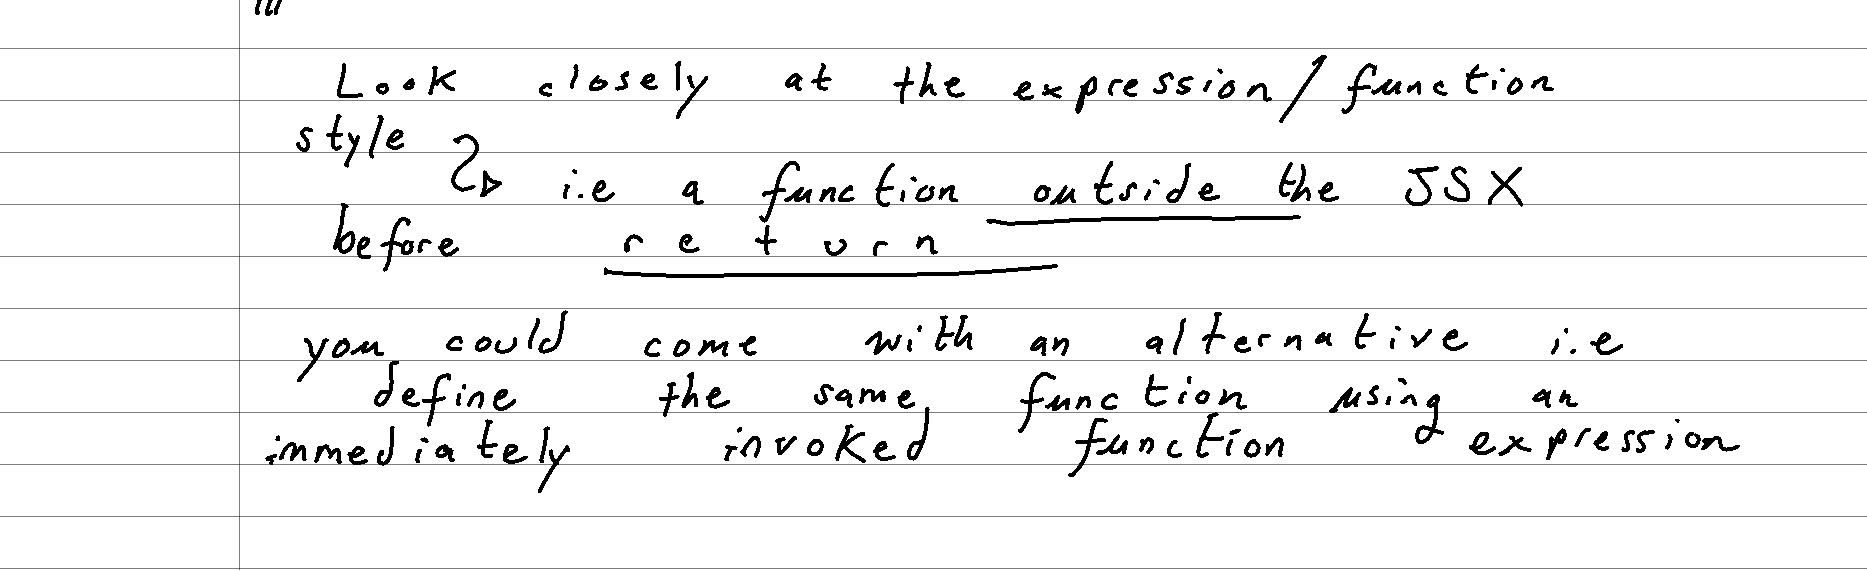 Look closely at the expression/function
style
i.e a function outside the JSX
before return
you could come with an alternative i.e
define the same function using an
immediately invoked function expression